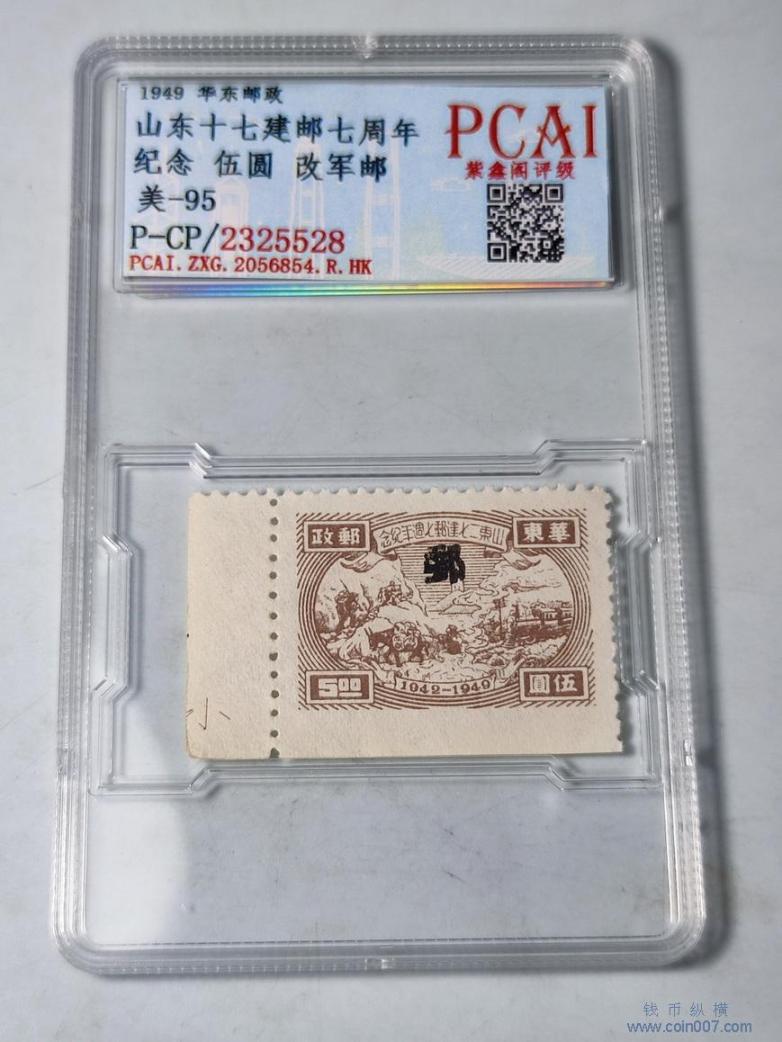 1949 华东邮政
山东十七建邮七周年
纪念 伍圆 改军邮
美-95
P-CP/2325528
PCAI.ZXG.2056854.R.HK
PCAI
紫鑫阁评级
政郵
念紀年週七郵建七二東山
東華
郵
5.00
1942-1949
圓伍
小
钱币纵横
www.coin007.com